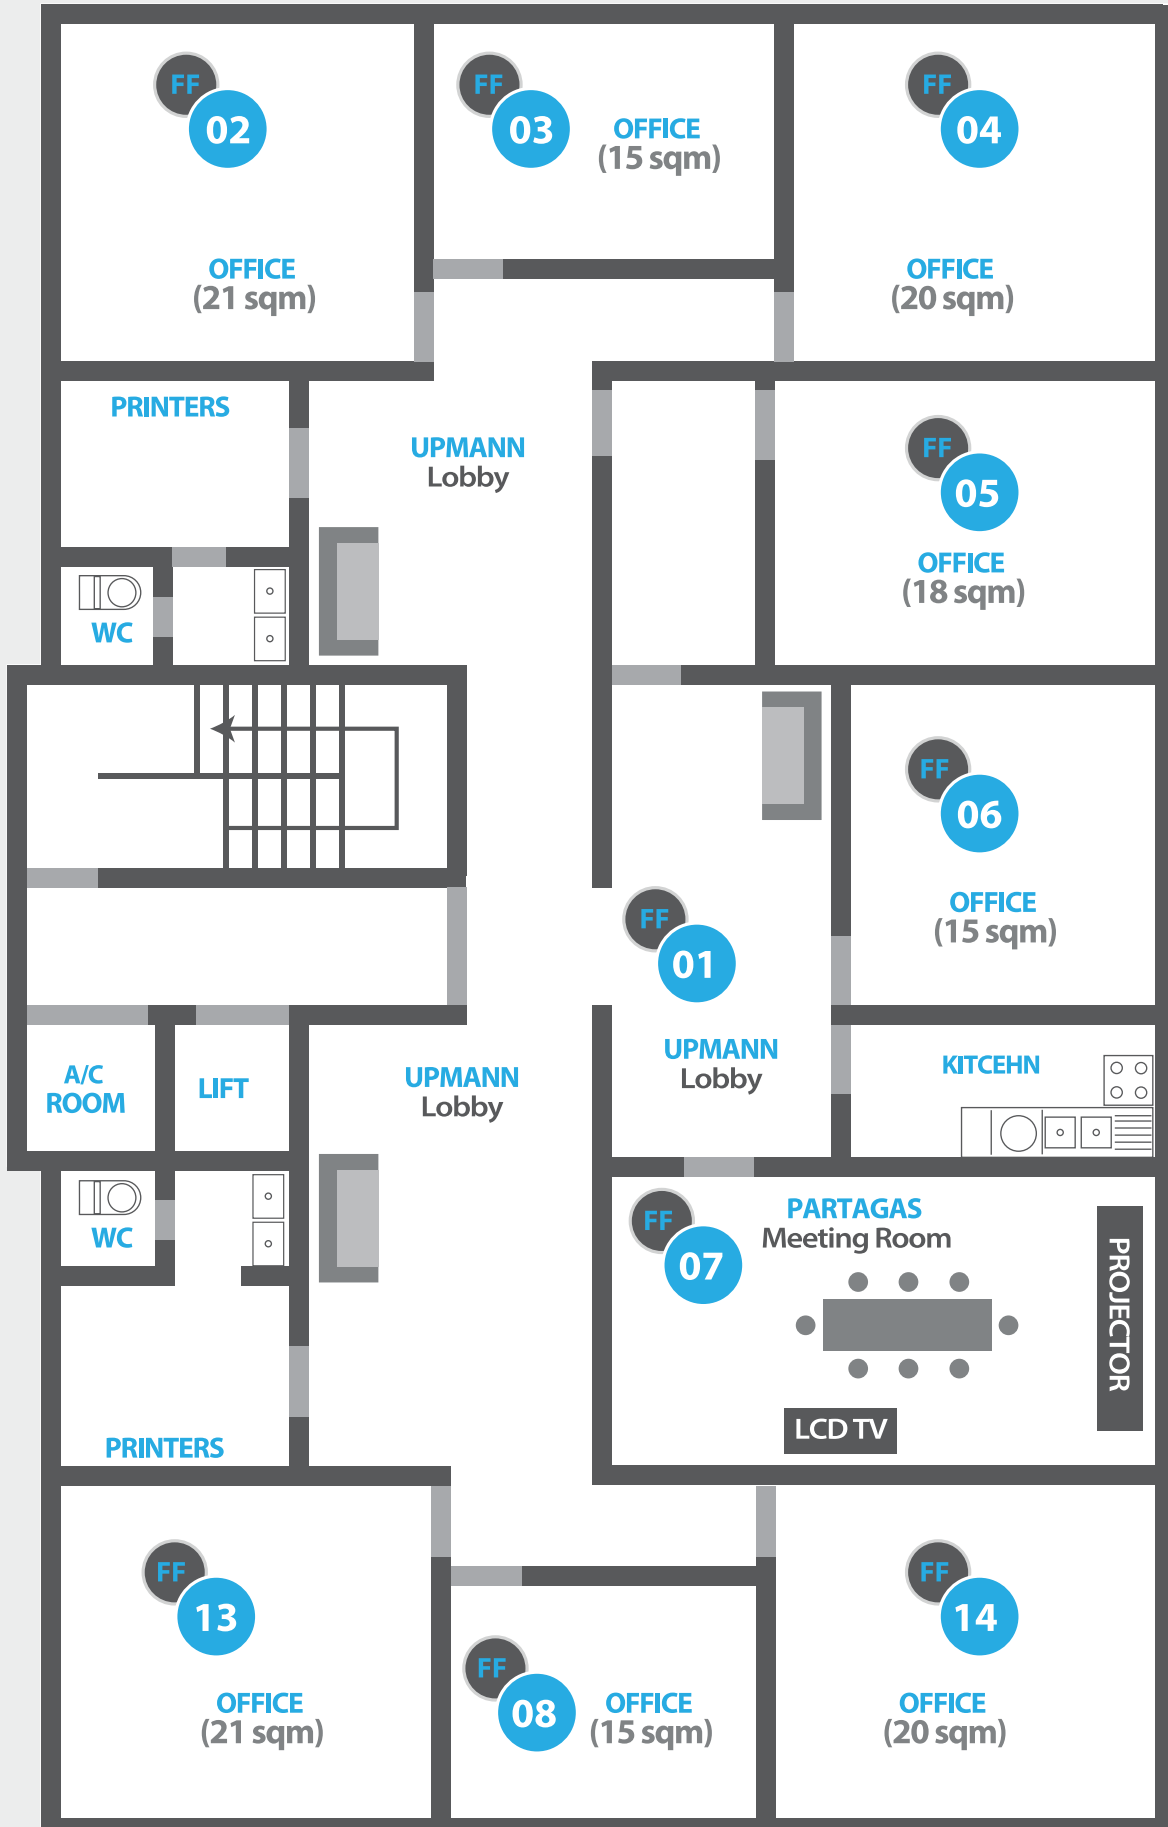 FF
02
OFFICE
(21 sqm)
FF
03
OFFICE
(15 sqm)
FF
04
OFFICE
(20 sqm)
PRINTERS
UPMANN
Lobby
FF
05
OFFICE
(18 sqm)
WC
FF
06
OFFICE
(15 sqm)
FF
01
UPMANN
Lobby
A/C
ROOM
LIFT
UPMANN
Lobby
KITCEHN
WC
FF
07
PARTAGAS
Meeting Room
PROJECTOR
LCD TV
PRINTERS
FF
13
OFFICE
(21 sqm)
FF
08
OFFICE
(15 sqm)
FF
14
OFFICE
(20 sqm)